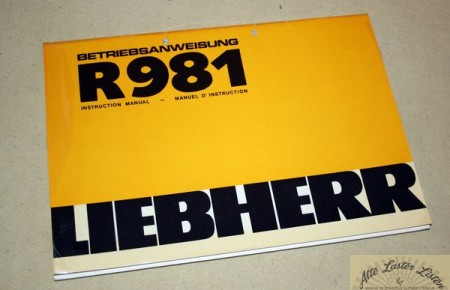 BETRIEBSANWEISUNG
R981
INSTRUCTION MANUAL – MANUEL D' INSTRUCTION
LIEBHERR
Alte Laster Listen